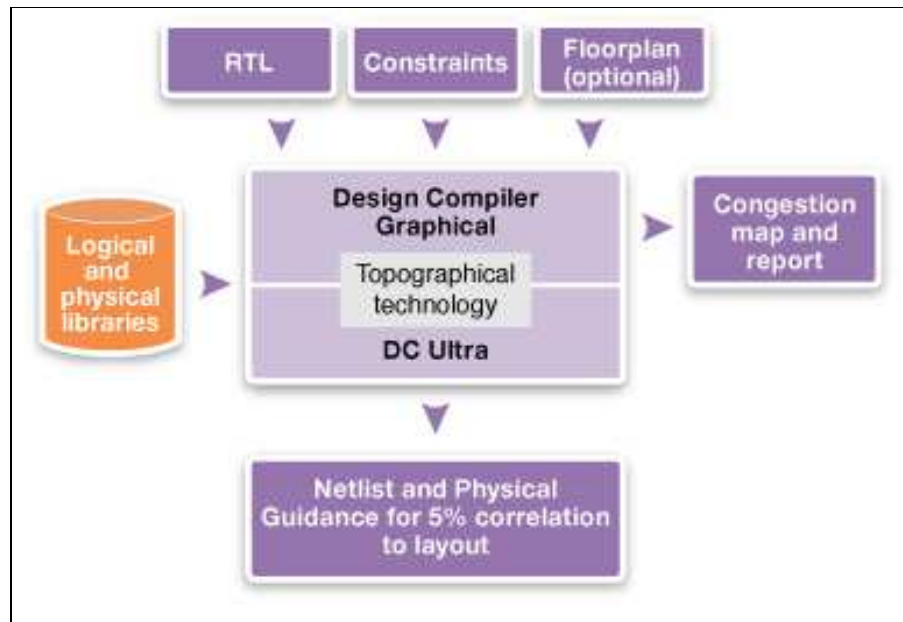 RTL
Constraints
Floorplan
(optional)
Logical
and
physical
libraries
Design Compiler
Graphical
Topographical
technology
DC Ultra
Congestion
map and
report
Netlist and Physical
Guidance for 5% correlation
to layout